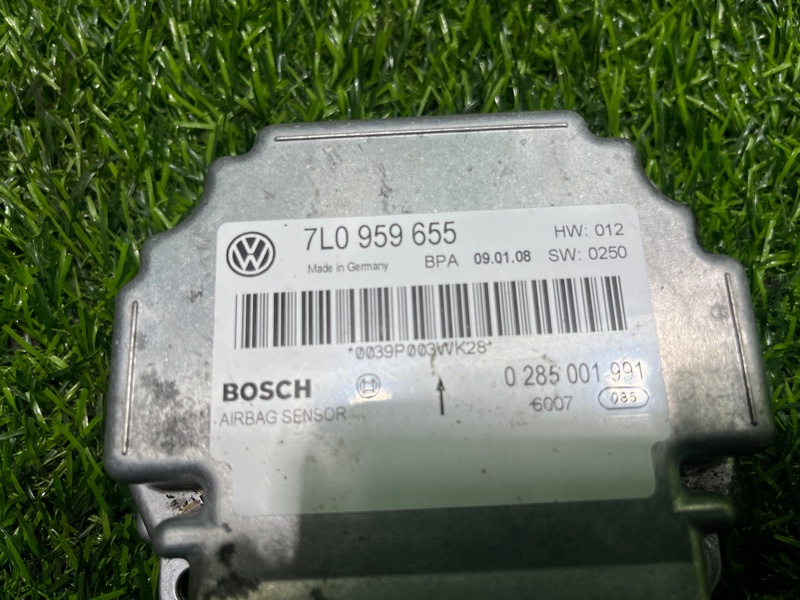 7L0 959 655 HW: 012
Made in Germany BPA 09.01.08 SW: 0250
*0039P003WK28*
BOSCH 0 285 001 991
AIRBAG SENSOR 6007 085